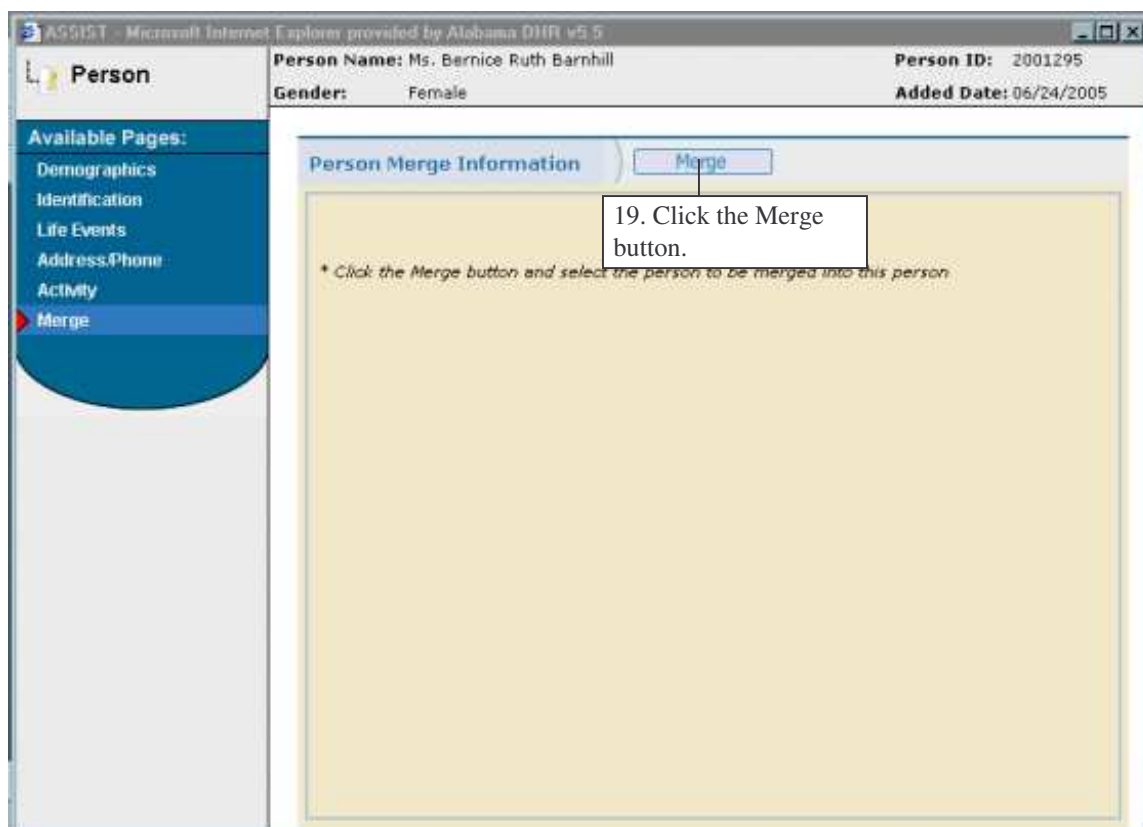 ASSIST - Microsoft Internet Explorer provided by Alabama DHR v5.5
Person
Person Name: Ms. Bernice Ruth Barnhill
Person ID: 2001295
Gender: Female
Added Date: 06/24/2005
Available Pages:
Demographics
Identification
Life Events
Address/Phone
Activity
Merge
Person Merge Information
Merge
19. Click the Merge
button.
* Click the Merge button and select the person to be merged into this person